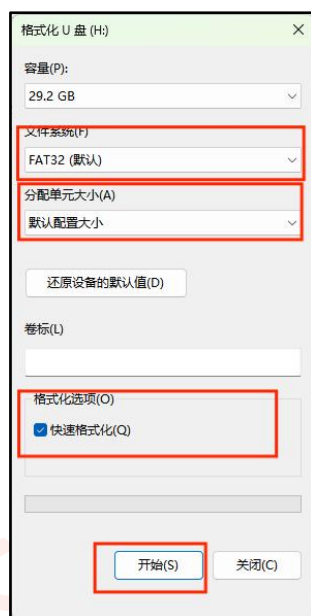 格式化 U 盘 (H:)
容量(P):
29.2 GB
文件系统(F)
FAT32 (默认)
分配单元大小(A)
默认配置大小
还原设备的默认值(D)
卷标(L)
格式化选项(O)
快速格式化(Q)
开始(S)
关闭(C)